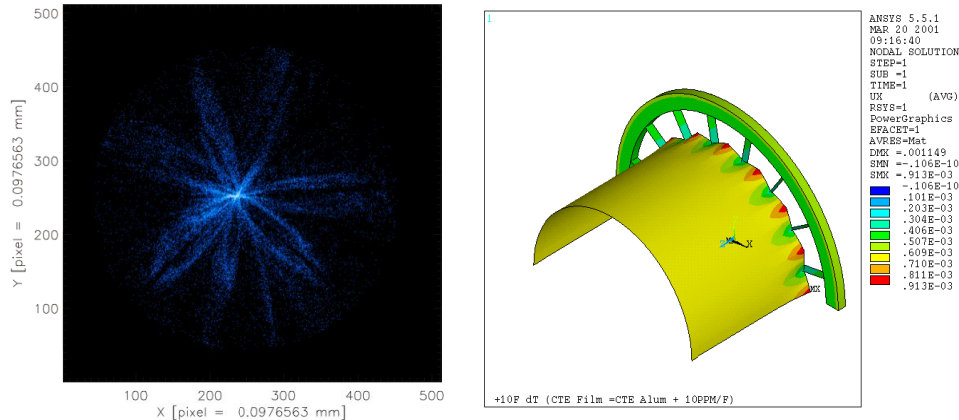 500
400
300
200
100
Y [pixel = 0.0976563 mm]
100 200 300 400 500
X [pixel = 0.0976563 mm]
1
ANSYS 5.5.1
MAR 20 2001
09:16:40
NODAL SOLUTION
STEP=1
SUB =1
TIME=1
UX (AVG)
RSYS=1
PowerGraphics
EFACET=1
AVRES=Mat
DMX =.001149
SMN =-.106E-10
SMX =.913E-03
-.106E-10
.101E-03
.203E-03
.304E-03
.406E-03
.507E-03
.609E-03
.710E-03
.811E-03
.913E-03
X
MX
+10F dT (CTE Film =CTE Alum + 10PPM/F)